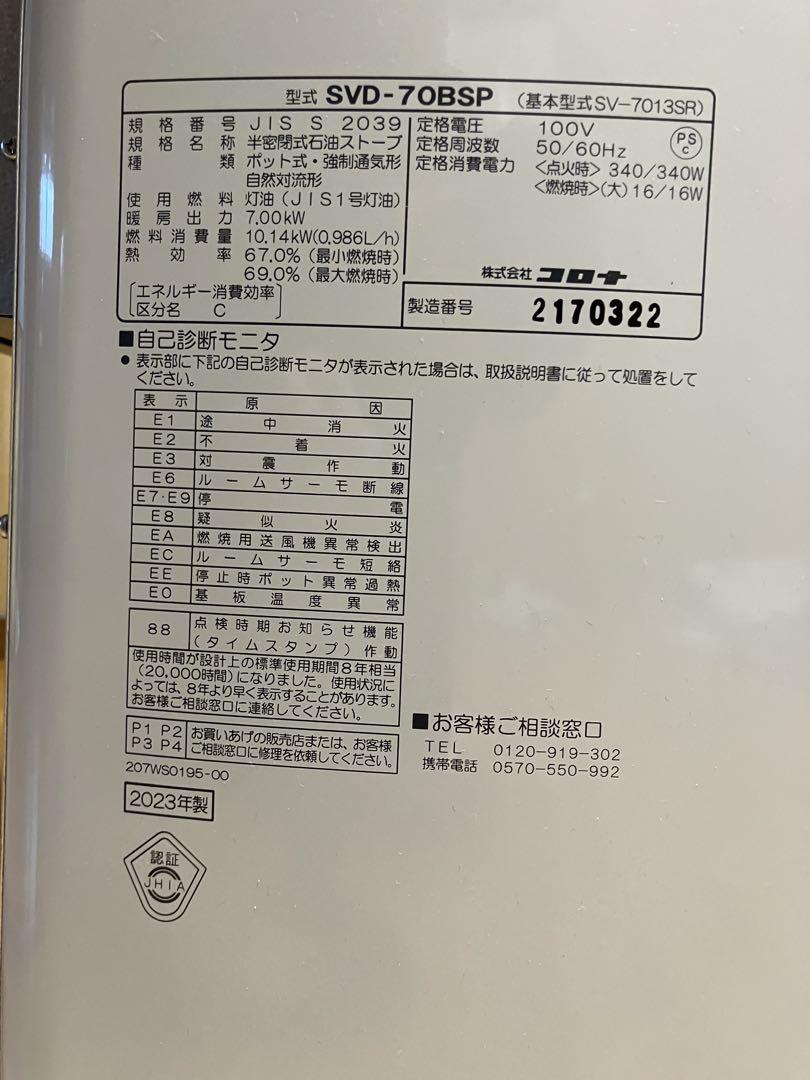 型式 SVD-70BSP (基本型式SV-7013SR)
規格番号 JIS S 2039
規格名称 半密閉式石油ストーブ
種類 ポット式・強制通気形
自然対流形
使用燃料 灯油(JIS1号灯油)
暖房出力 7.00kW
燃料消費量 10.14kW(0.986L/h)
熱効率 67.0%(最小燃焼時)
69.0%(最大燃焼時)
[エネルギー消費効率
区分名 C]
定格電圧 100V
定格周波数 50/60Hz
定格消費電力 <点火時> 340/340W
<燃焼時>(大)16/16W
PS
C
株式会社 コロナ
製造番号 2170322
■自己診断モニタ
●表示部に下記の自己診断モニタが表示された場合は、取扱説明書に従って処置をして
ください。
表示 原因
E1 途中消火
E2 不着火
E3 対震作動
E6 ルームサーモ断線
E7・E9 停電
E8 疑似火炎
EA 燃焼用送風機異常検出
EC ルームサーモ短絡
EE 停止時ポット異常過熱
E0 基板温度異常
88 点検時期お知らせ機能
(タイムスタンプ)作動
使用時間が設計上の標準使用期間8年相当
(20,000時間)になりました。使用状況に
よっては、8年より早く表示することがあります。
お客様ご相談窓口に連絡してください。
P1 P2
P3 P4
お買いあげの販売店または、お客様
ご相談窓口に修理を依頼してください。
207WS0195-00
2023年製
認証
JHIA
■お客様ご相談窓口
TEL 0120-919-302
携帯電話 0570-550-992